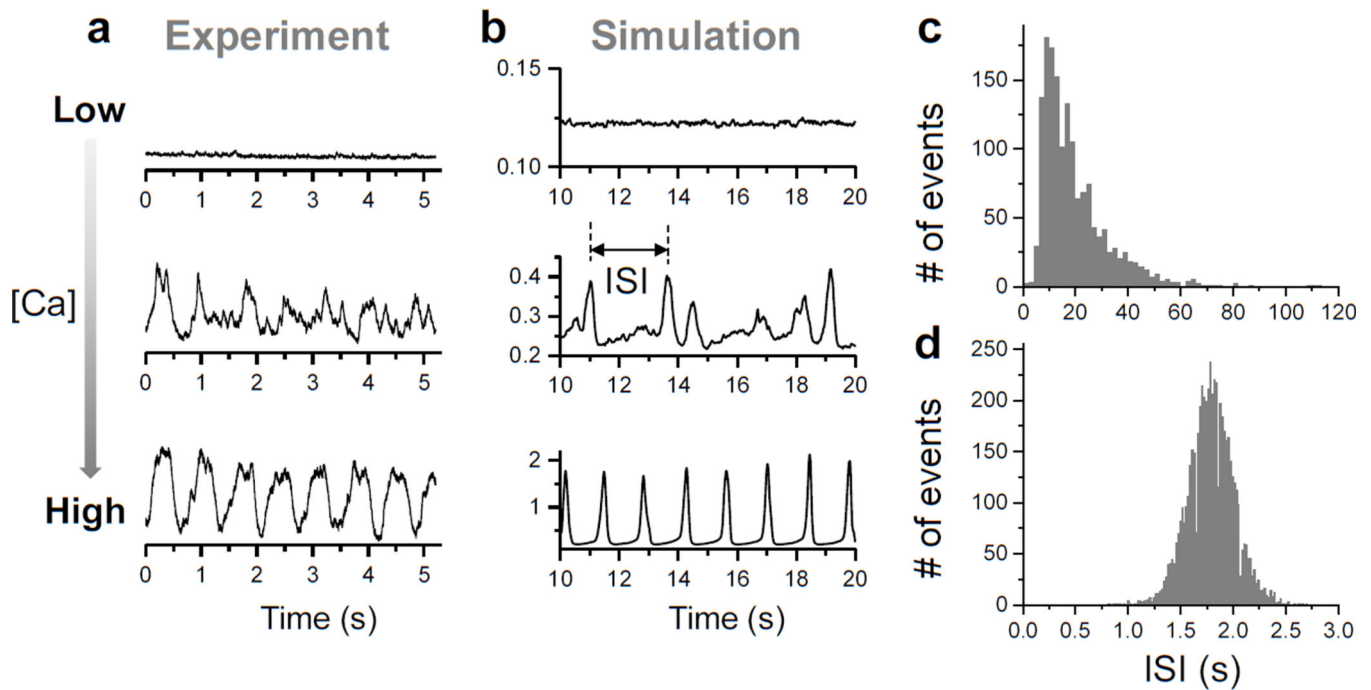 a Experiment
Low
0 1 2 3 4 5
[Ca]
0 1 2 3 4 5
High
0 1 2 3 4 5
Time (s)
b Simulation
0.15
0.10
10 12 14 16 18 20
ISI
0.4
0.3
0.2
10 12 14 16 18 20
2
1
10 12 14 16 18 20
Time (s)
c
# of events
150
100
50
0
0 20 40 60 80 100 120
d
# of events
250
200
150
100
50
0
0.0 0.5 1.0 1.5 2.0 2.5 3.0
ISI (s)